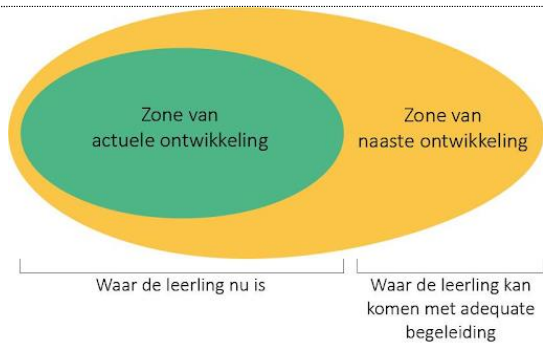 Zone van
actuele ontwikkeling
Zone van
naaste ontwikkeling
Waar de leerling nu is
Waar de leerling kan
komen met adequate
begeleiding